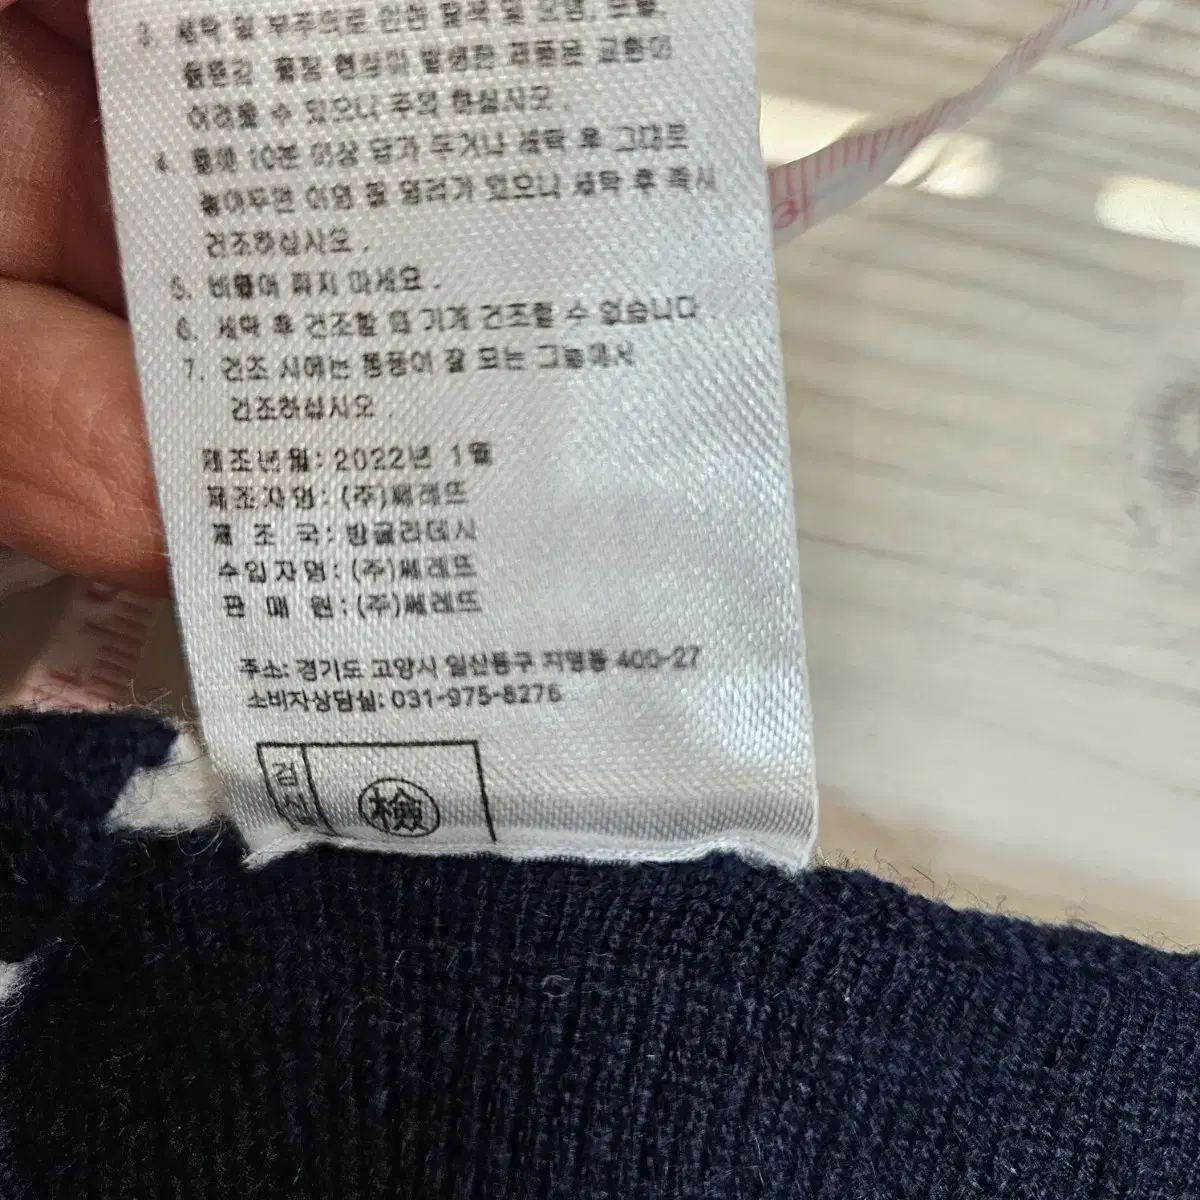 3. 세탁 및 부주의로 인한 탈색 및 오염, 보풀
뜯긴감 올뭉 현상이 발생한 제품은 교환이
어려울 수 있으니 주의 하십시오.
4. 물에 10분 이상 담가 두거나 세탁 후 그대로
놓아두면 이염 될 염려가 있으니 세탁 후 즉시
건조하십시오.
5. 비틀어 짜지 마세요.
6. 세탁 후 건조할 때 기계 건조할 수 없습니다
7. 건조 시에는 통풍이 잘 되는 그늘에서
건조하십시오.
제조년월: 2022년 1월
제조자명: (주)쎄레뜨
제 조 국: 방글라데시
수입자명: (주)쎄레뜨
판 매 원: (주)쎄레뜨
주소: 경기도 고양시 일산동구 지영동 400-27
소비자상담실: 031-975-8276
검
檢